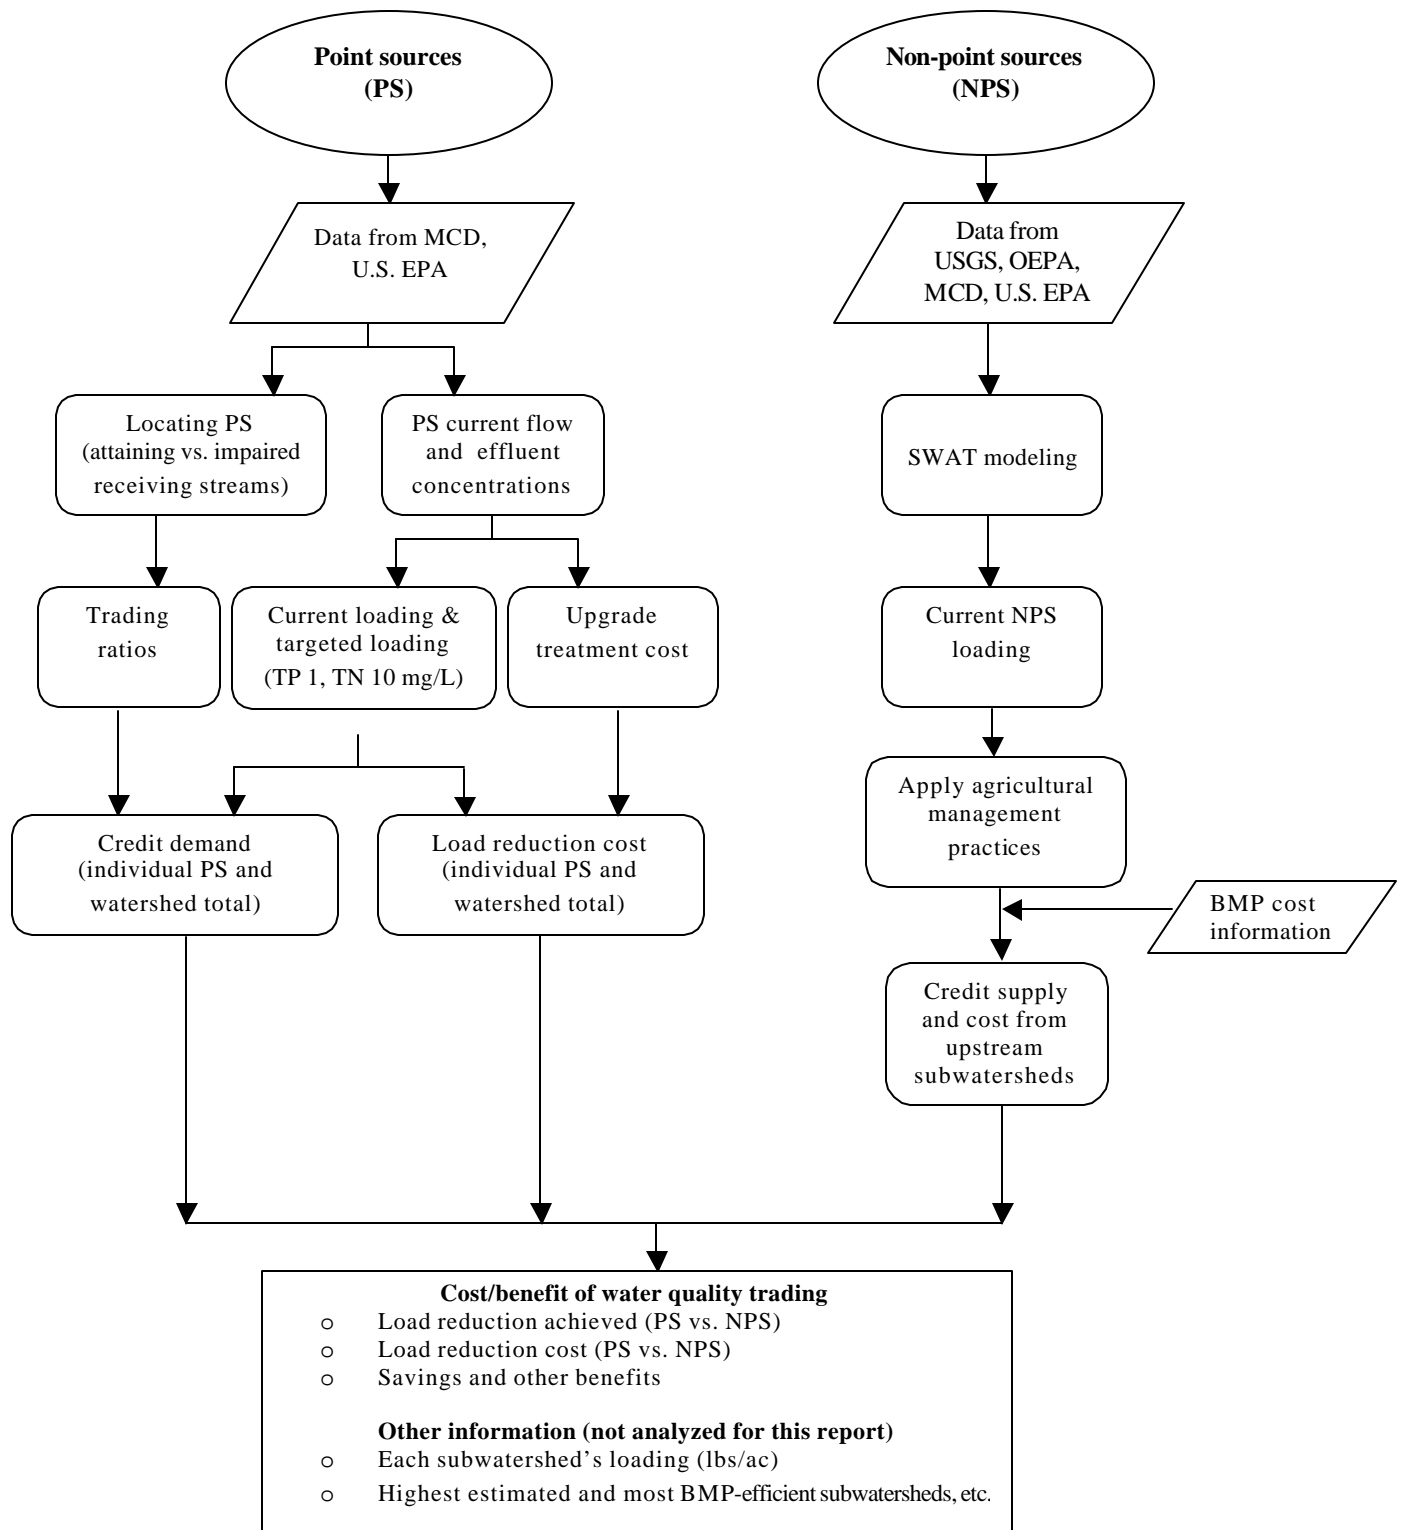 Point sources
(PS)
Non-point sources
(NPS)
Data from MCD,
U.S. EPA
Data from
USGS, OEPA,
MCD, U.S. EPA
Locating PS
(attaining vs. impaired
receiving streams)
PS current flow
and effluent
concentrations
SWAT modeling
Trading
ratios
Current loading &
targeted loading
(TP 1, TN 10 mg/L)
Upgrade
treatment cost
Current NPS
loading
Apply agricultural
management
practices
Credit demand
(individual PS and
watershed total)
Load reduction cost
(individual PS and
watershed total)
BMP cost
information
Credit supply
and cost from
upstream
subwatersheds
Cost/benefit of water quality trading
o Load reduction achieved (PS vs. NPS)
o Load reduction cost (PS vs. NPS)
o Savings and other benefits
Other information (not analyzed for this report)
o Each subwatershed's loading (lbs/ac)
o Highest estimated and most BMP-efficient subwatersheds, etc.